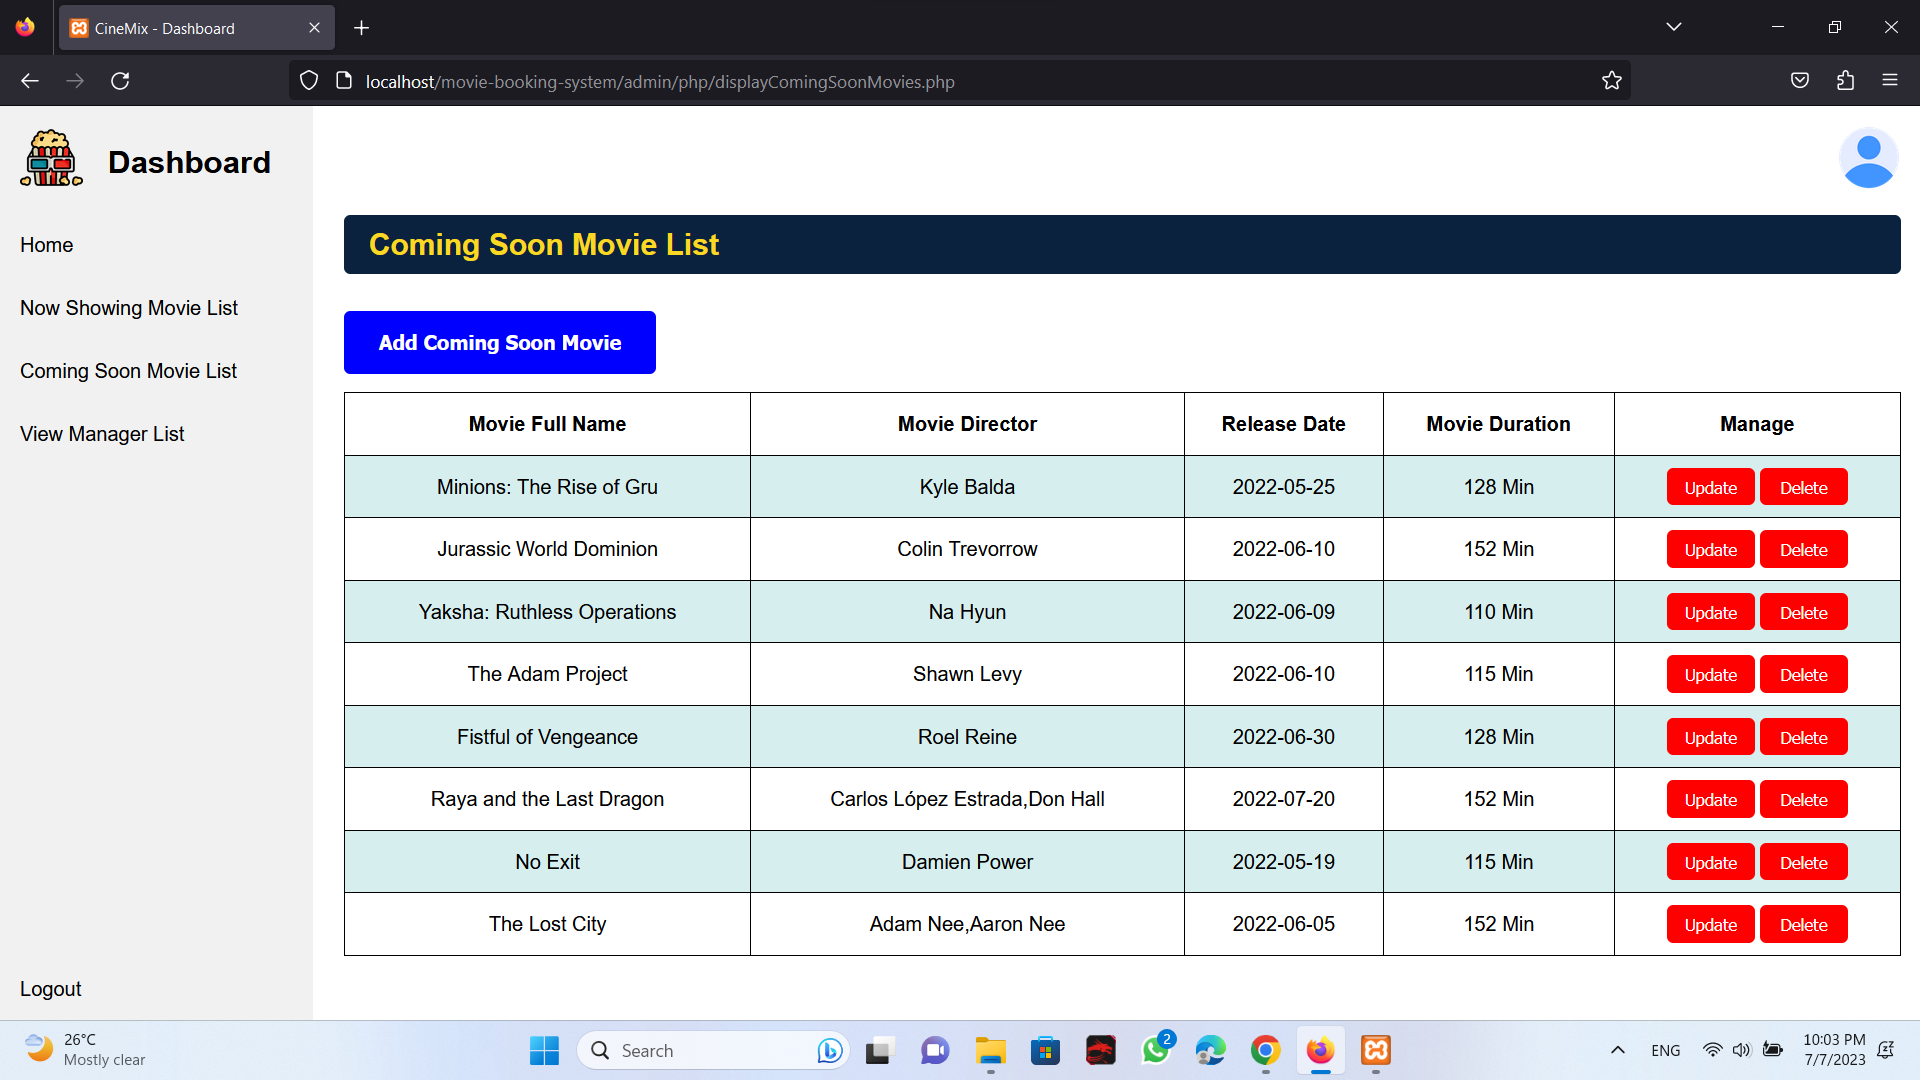 CineMix - Dashboard
localhost/movie-booking-system/admin/php/displayComingSoonMovies.php
Dashboard
Home
Now Showing Movie List
Coming Soon Movie List
View Manager List
Logout
Coming Soon Movie List
Add Coming Soon Movie
Movie Full Name Movie Director Release Date Movie Duration Manage
Minions: The Rise of Gru Kyle Balda 2022-05-25 128 Min Update Delete
Jurassic World Dominion Colin Trevorrow 2022-06-10 152 Min Update Delete
Yaksha: Ruthless Operations Na Hyun 2022-06-09 110 Min Update Delete
The Adam Project Shawn Levy 2022-06-10 115 Min Update Delete
Fistful of Vengeance Roel Reine 2022-06-30 128 Min Update Delete
Raya and the Last Dragon Carlos López Estrada,Don Hall 2022-07-20 152 Min Update Delete
No Exit Damien Power 2022-05-19 115 Min Update Delete
The Lost City Adam Nee,Aaron Nee 2022-06-05 152 Min Update Delete
26°C
Mostly clear
Search
2
ENG
10:03 PM
7/7/2023